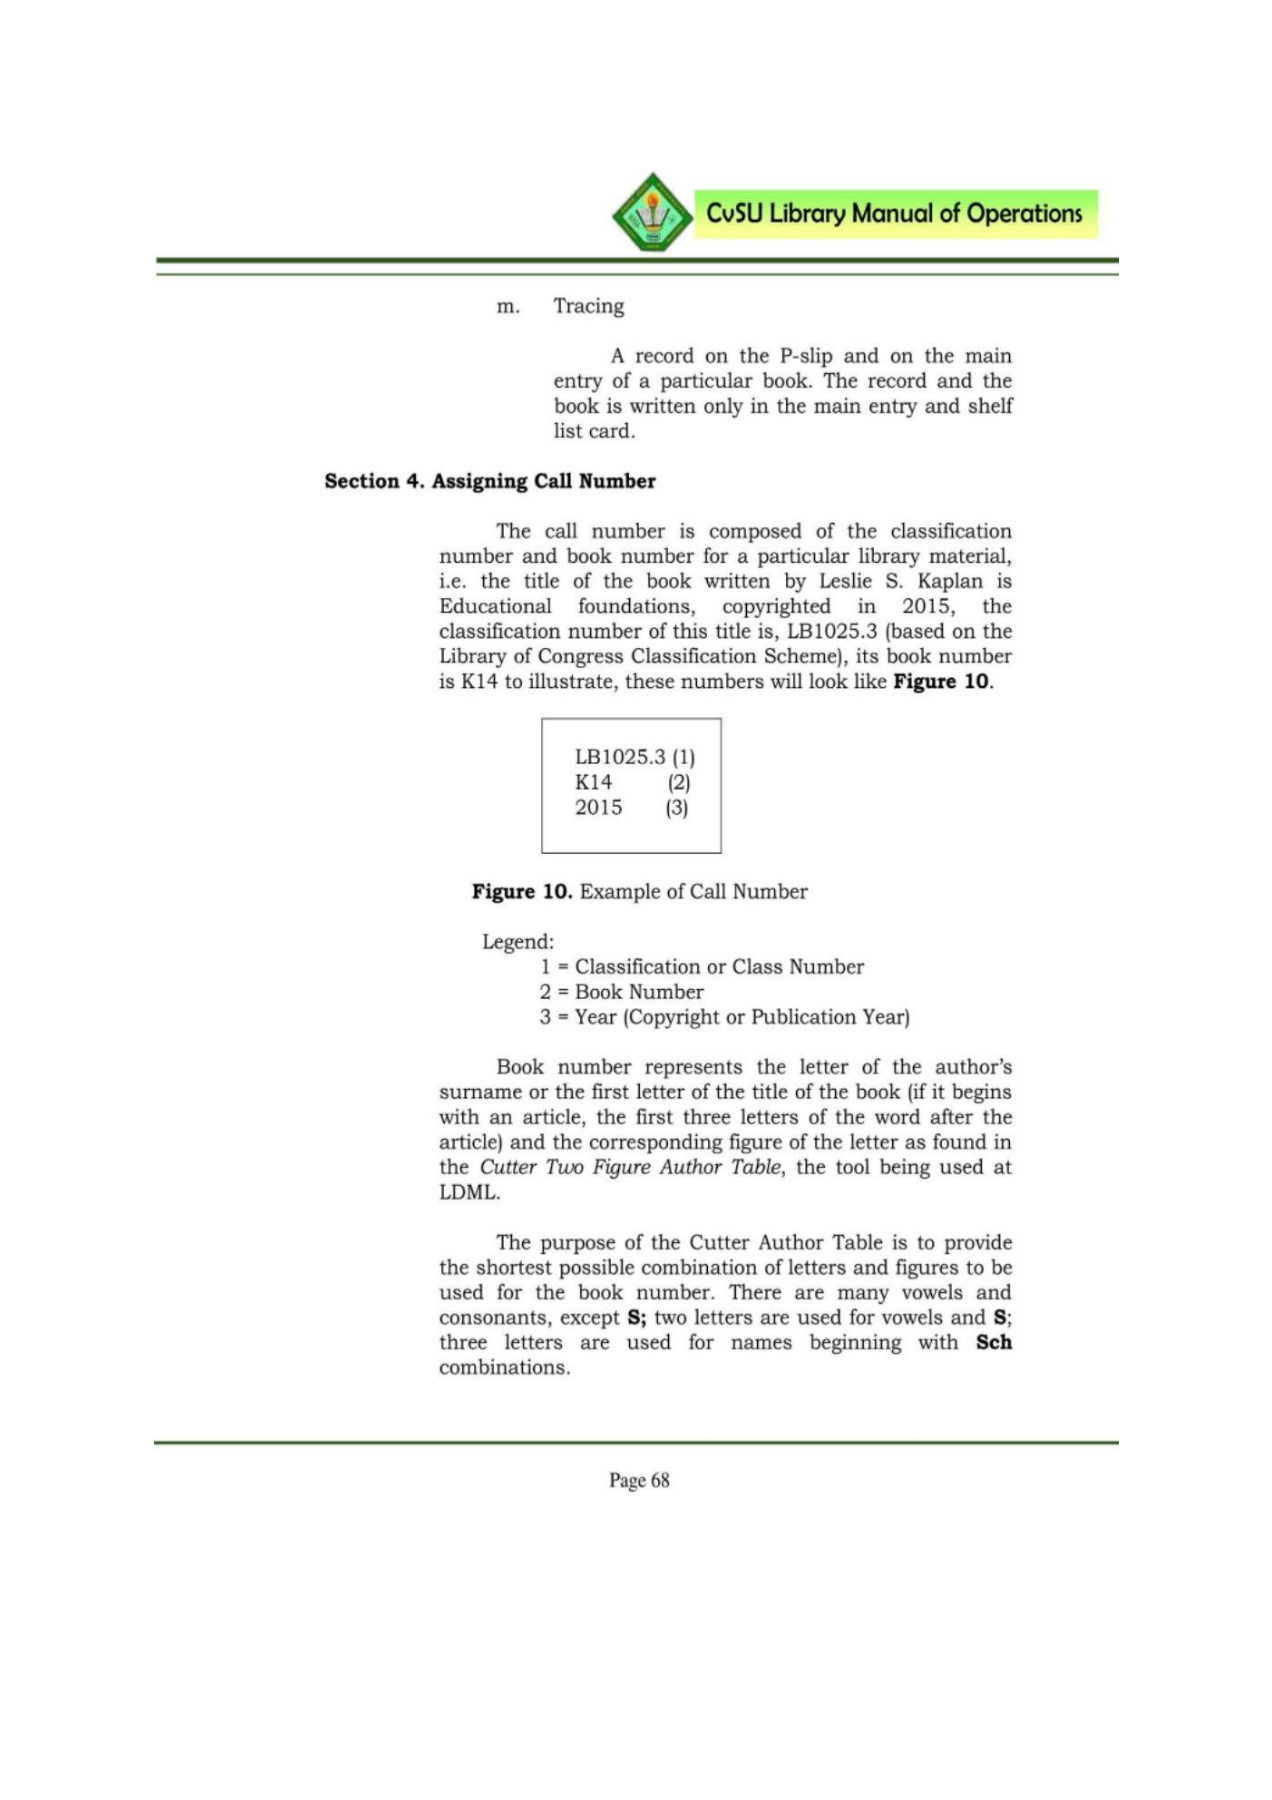 CvSU Library Manual of Operations
m. Tracing
A record on the P-slip and on the main
entry of a particular book. The record and the
book is written only in the main entry and shelf
list card.
Section 4. Assigning Call Number
The call number is composed of the classification
number and book number for a particular library material,
i.e. the title of the book written by Leslie S. Kaplan is
Educational foundations, copyrighted in 2015, the
classification number of this title is, LB1025.3 (based on the
Library of Congress Classification Scheme), its book number
is K14 to illustrate, these numbers will look like Figure 10.
LB1025.3 (1)
K14 (2)
2015 (3)
Figure 10. Example of Call Number
Legend:
1 = Classification or Class Number
2 = Book Number
3 = Year (Copyright or Publication Year)
Book number represents the letter of the author's
surname or the first letter of the title of the book (if it begins
with an article, the first three letters of the word after the
article) and the corresponding figure of the letter as found in
the Cutter Two Figure Author Table, the tool being used at
LDML.
The purpose of the Cutter Author Table is to provide
the shortest possible combination of letters and figures to be
used for the book number. There are many vowels and
consonants, except S; two letters are used for vowels and S;
three letters are used for names beginning with Sch
combinations.
Page 68